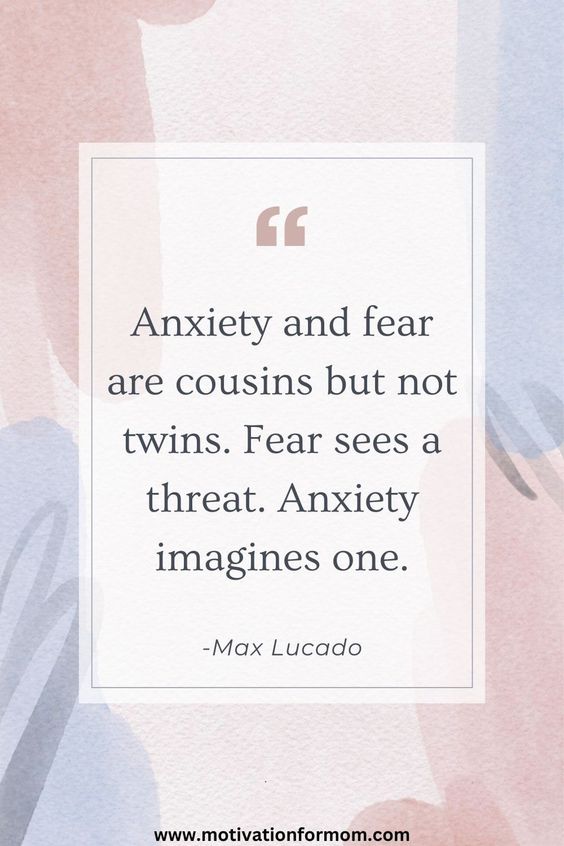 “
Anxiety and fear
are cousins but not
twins. Fear sees a
threat. Anxiety
imagines one.
-Max Lucado
www.motivationformom.com